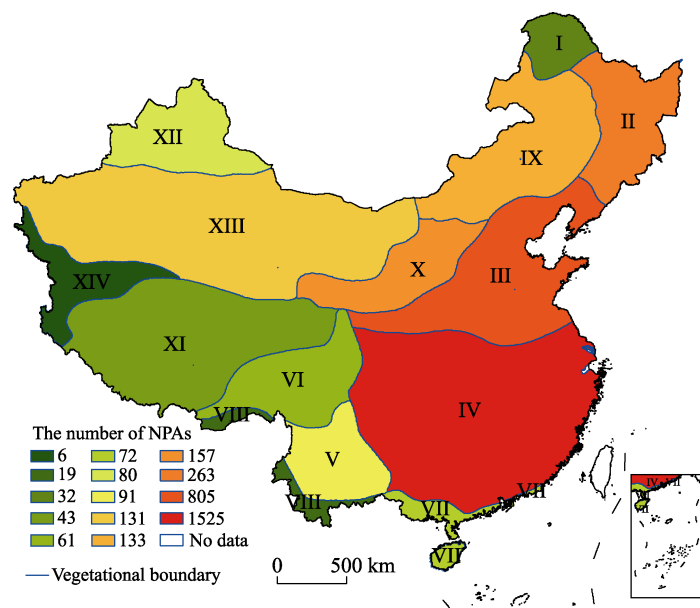 I
II
XII
IX
XIII
X
III
XIV
XI
VI
IV
VIII
V
VIII
VII
VII
VII
IV
VII
The number of NPAs
6 72 157
19 80 263
32 91 805
43 131 1525
61 133 No data
Vegetational boundary
0 500 km